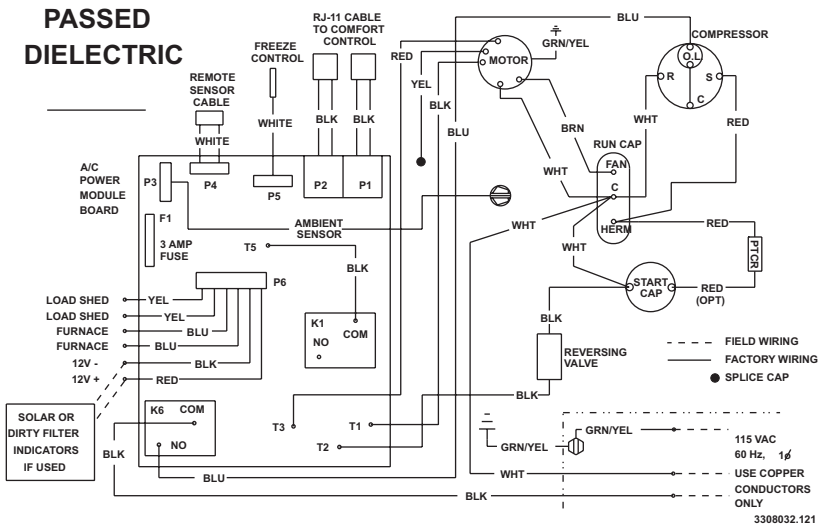 PASSED
DIELECTRIC
RJ-11 CABLE
TO COMFORT
CONTROL
FREEZE
CONTROL
REMOTE
SENSOR
CABLE
WHITE
WHITE
BLK
BLK
RED
YEL
BLK
BLU
BLU
GRN/YEL
MOTOR
COMPRESSOR
O.L
R
S
C
WHT
RED
BRN
WHT
RUN CAP
FAN
C
HERM
RED
PTCR
A/C
POWER
MODULE
BOARD
P3
P4
P5
P2
P1
F1
3 AMP
FUSE
AMBIENT
SENSOR
T5
BLK
WHT
WHT
START
CAP
RED
(OPT)
P6
LOAD SHED
YEL
LOAD SHED
YEL
FURNACE
BLU
FURNACE
BLU
12V -
BLK
12V +
RED
K1
COM
NO
BLK
REVERSING
VALVE
BLK
FIELD WIRING
FACTORY WIRING
SPLICE CAP
SOLAR OR
DIRTY FILTER
INDICATORS
IF USED
K6
COM
NO
BLK
BLU
T3
T1
T2
GRN/YEL
GRN/YEL
WHT
BLK
115 VAC
60 Hz, 1ø
USE COPPER
CONDUCTORS
ONLY
3308032.121